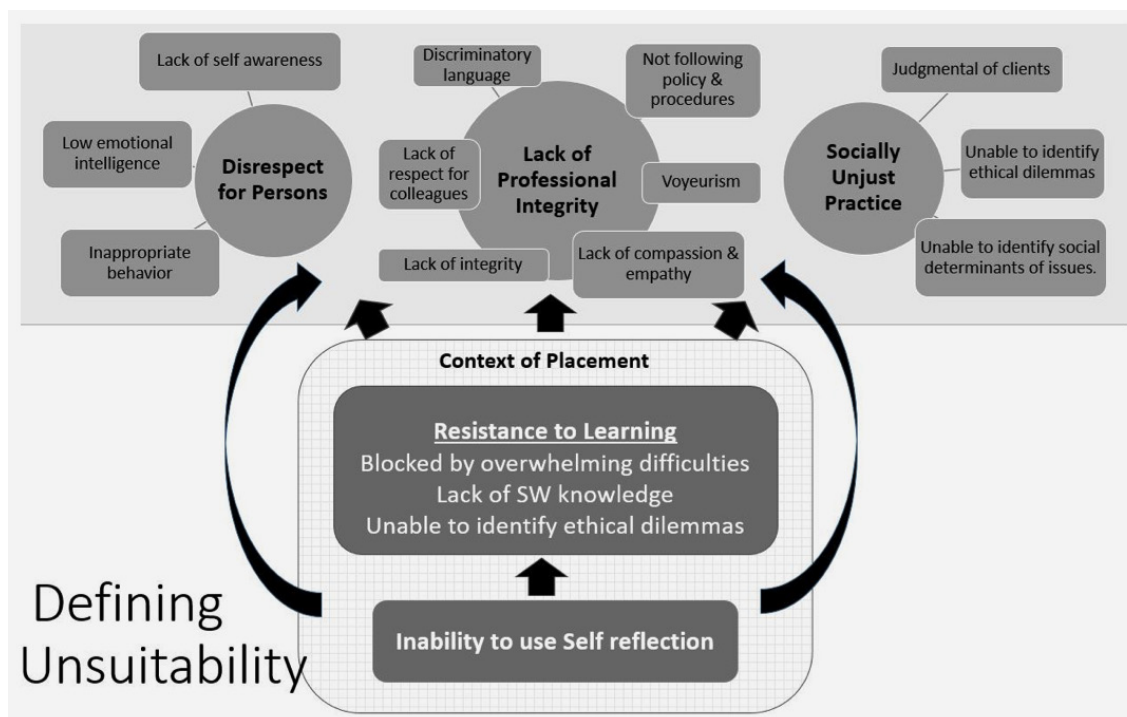 Lack of self awareness
Low emotional
intelligence
Disrespect
for Persons
Inappropriate
behavior
Discriminatory
language
Not following
policy &
procedures
Lack of
respect for
colleagues
Lack of
Professional
Integrity
Voyeurism
Lack of integrity
Lack of compassion &
empathy
Judgmental of clients
Socially
Unjust
Practice
Unable to identify
ethical dilemmas
Unable to identify social
determinants of issues.
Context of Placement
Resistance to Learning
Blocked by overwhelming difficulties
Lack of SW knowledge
Unable to identify ethical dilemmas
Inability to use Self reflection
Defining
Unsuitability